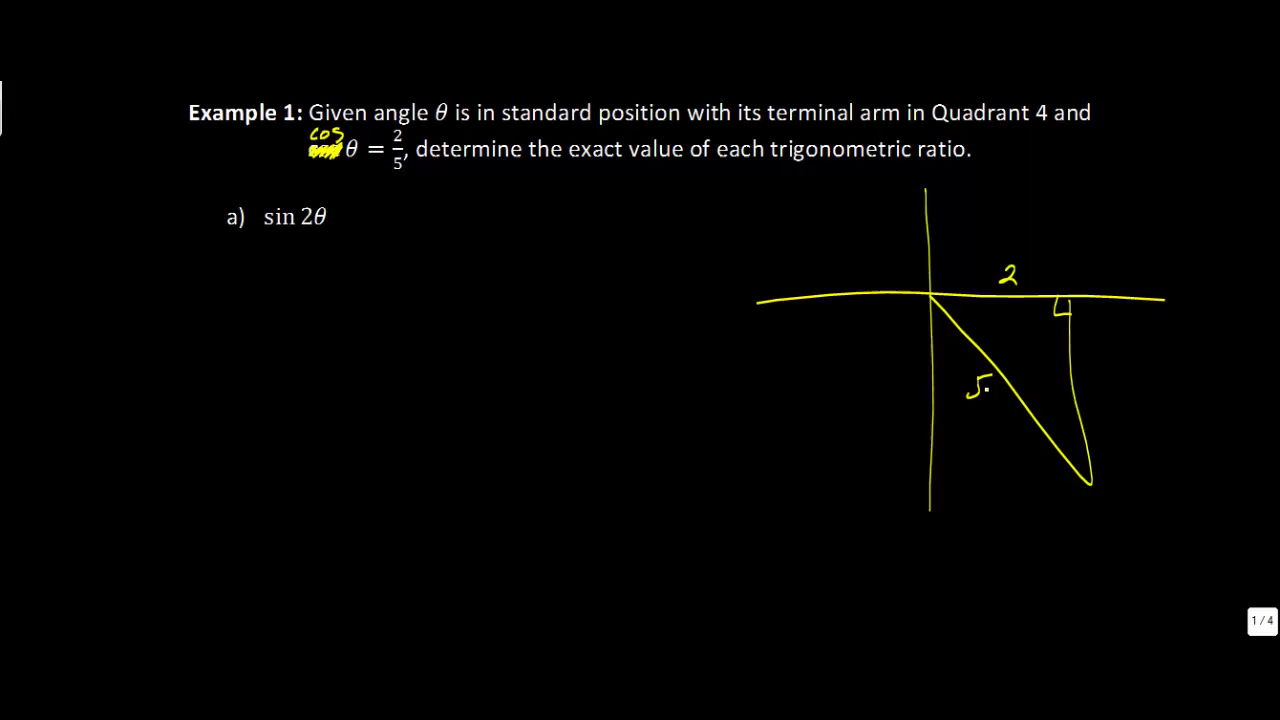 Example 1: Given angle θ is in standard position with its terminal arm in Quadrant 4 and
cos θ = 2/5, determine the exact value of each trigonometric ratio.
a) sin 2θ
2
5
1 / 4